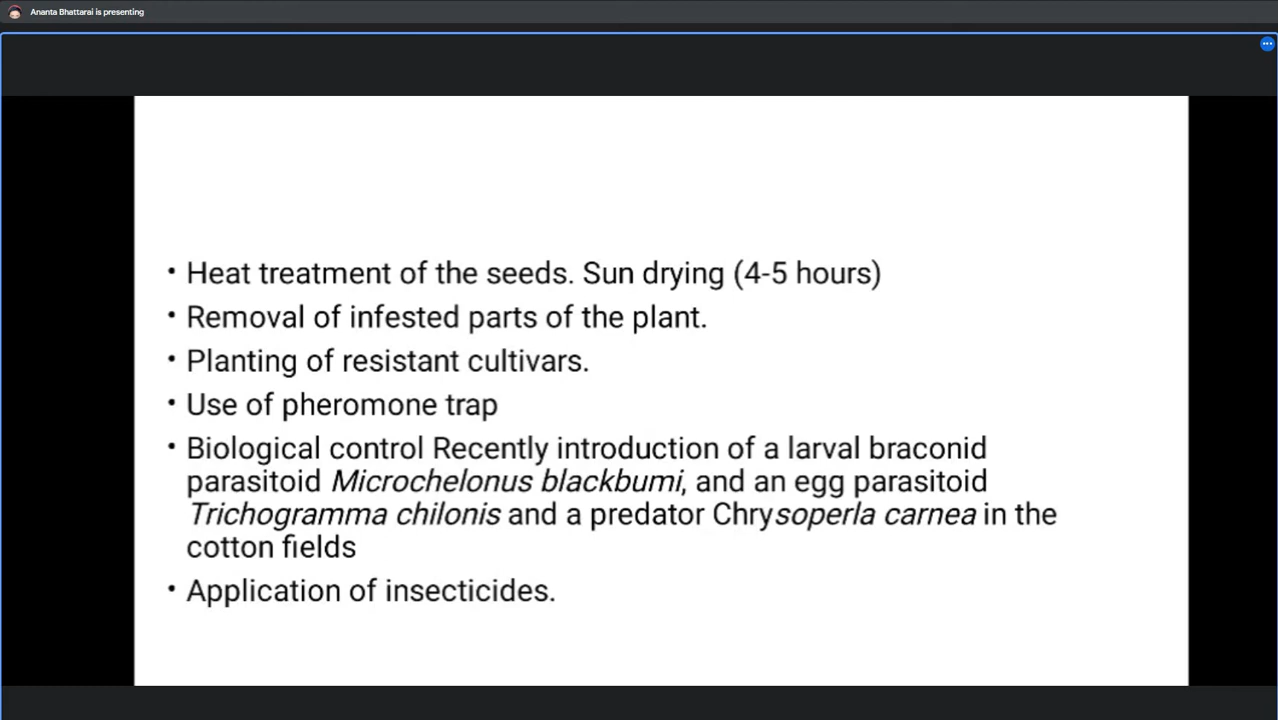 Ananta Bhattarai is presenting
• Heat treatment of the seeds. Sun drying (4-5 hours)
• Removal of infested parts of the plant.
• Planting of resistant cultivars.
• Use of pheromone trap
• Biological control Recently introduction of a larval braconid
parasitoid Microchelonus blackbumi, and an egg parasitoid
Trichogramma chilonis and a predator Chrysoperla carnea in the
cotton fields
• Application of insecticides.